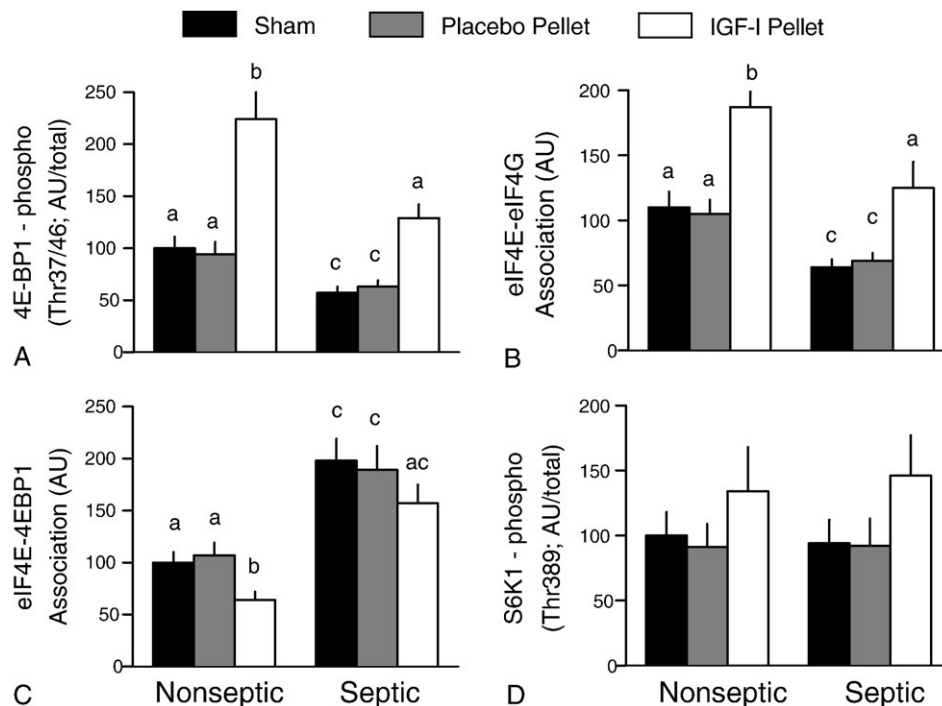 Sham Placebo Pellet IGF-I Pellet
A
4E-BP1 - phospho
(Thr37/46; AU/total)
250
200
150
100
50
0
a a b
c c a
B
eIF4E-eIF4G
Association (AU)
200
150
100
50
0
a a b
c c a
C
eIF4E-4EBP1
Association (AU)
250
200
150
100
50
0
a a b
c c ac
Nonseptic Septic
D
S6K1 - phospho
(Thr389; AU/total)
200
150
100
50
0
Nonseptic Septic